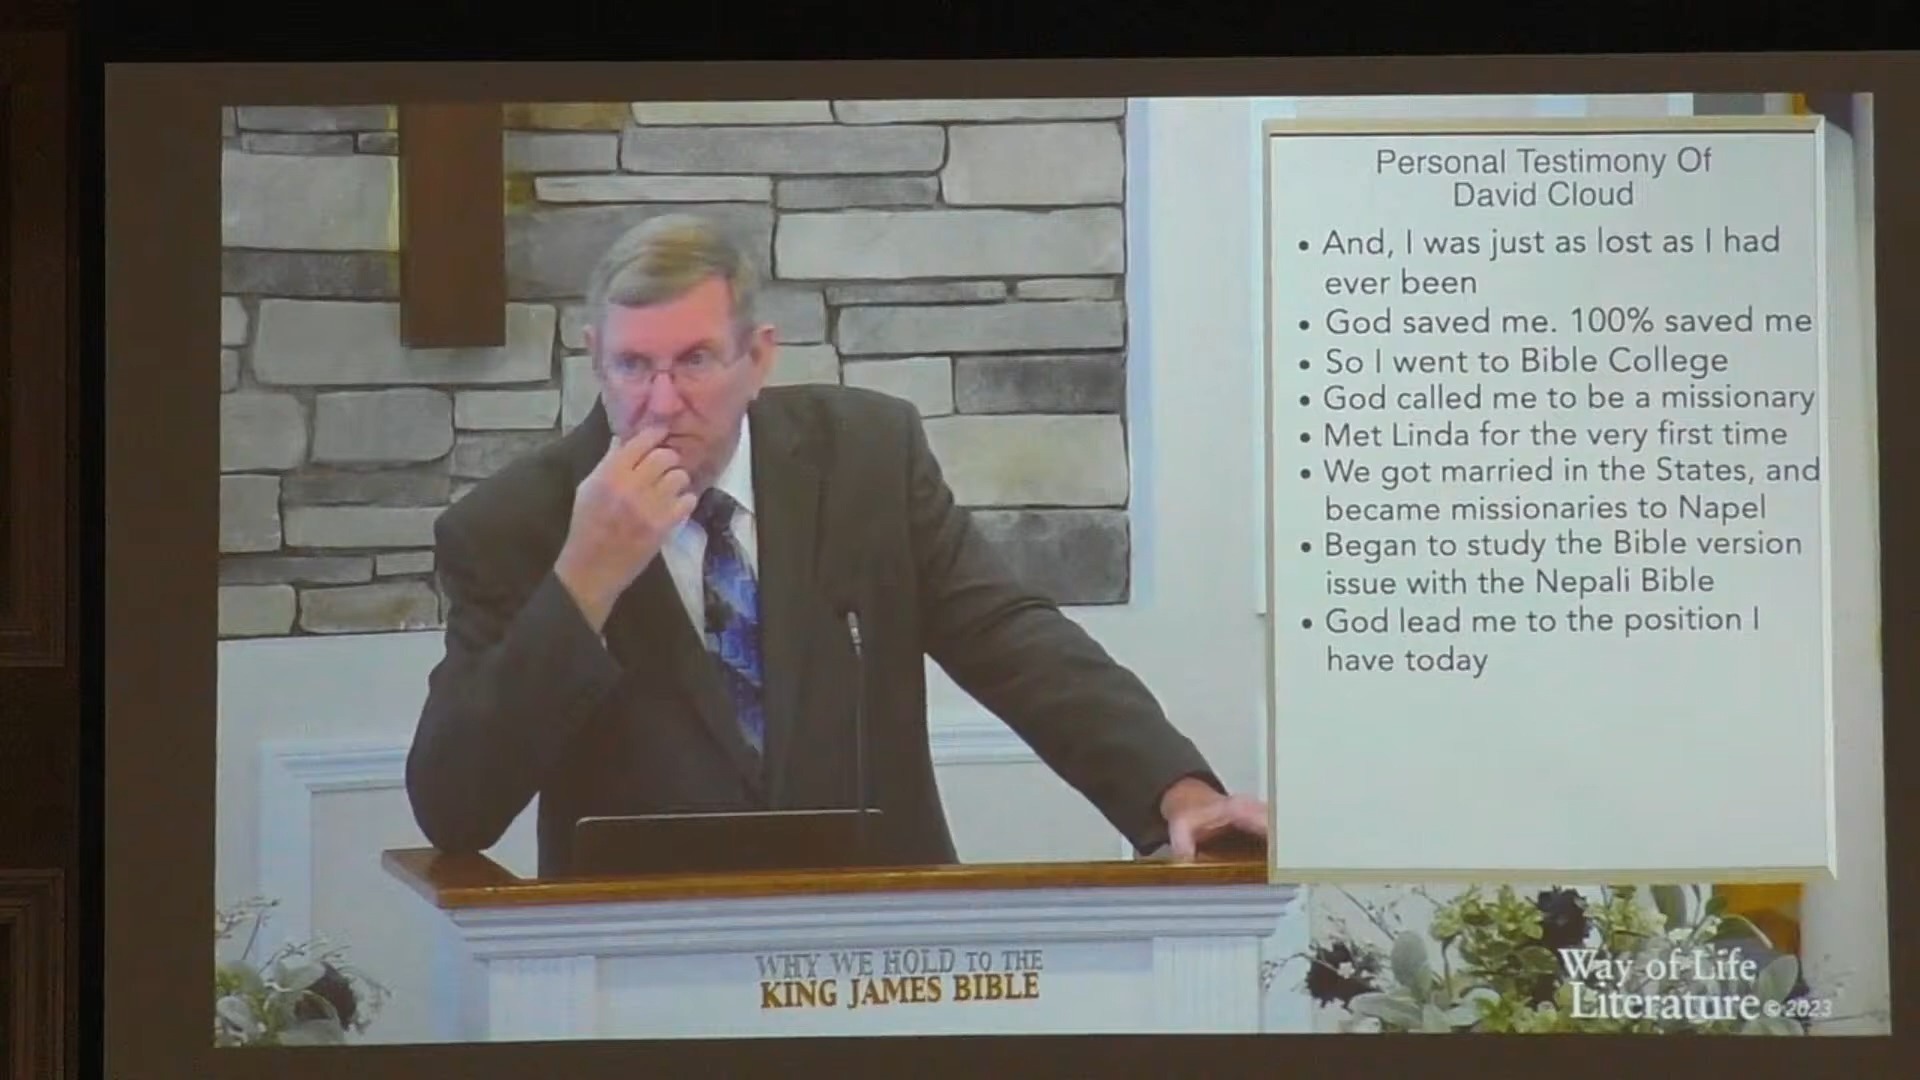 Personal Testimony Of
David Cloud
• And, I was just as lost as I had
ever been
• God saved me. 100% saved me
• So I went to Bible College
• God called me to be a missionary
• Met Linda for the very first time
• We got married in the States, and
became missionaries to Napel
• Began to study the Bible version
issue with the Nepali Bible
• God lead me to the position I
have today
WHY WE HOLD TO THE
KING JAMES BIBLE
Way of Life
Literature © 2023